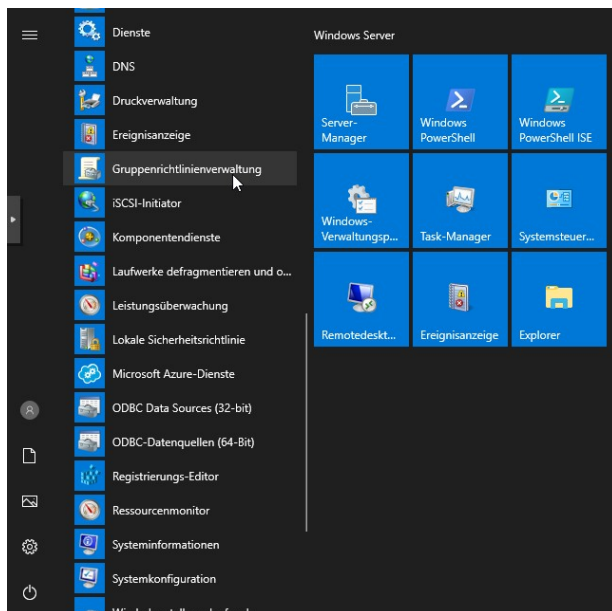 Dienste
DNS
Druckverwaltung
Ereignisanzeige
Gruppenrichtlinienverwaltung
iSCSI-Initiator
Komponentendienste
Laufwerke defragmentieren und o...
Leistungsüberwachung
Lokale Sicherheitsrichtlinie
Microsoft Azure-Dienste
ODBC Data Sources (32-bit)
ODBC-Datenquellen (64-Bit)
Registrierungs-Editor
Ressourcenmonitor
Systeminformationen
Systemkonfiguration
Windows Server
Server-
Manager
Windows
PowerShell
Windows
PowerShell ISE
Windows-
Verwaltungsp...
Task-Manager
Systemsteuer...
Remotedeskt...
Ereignisanzeige
Explorer